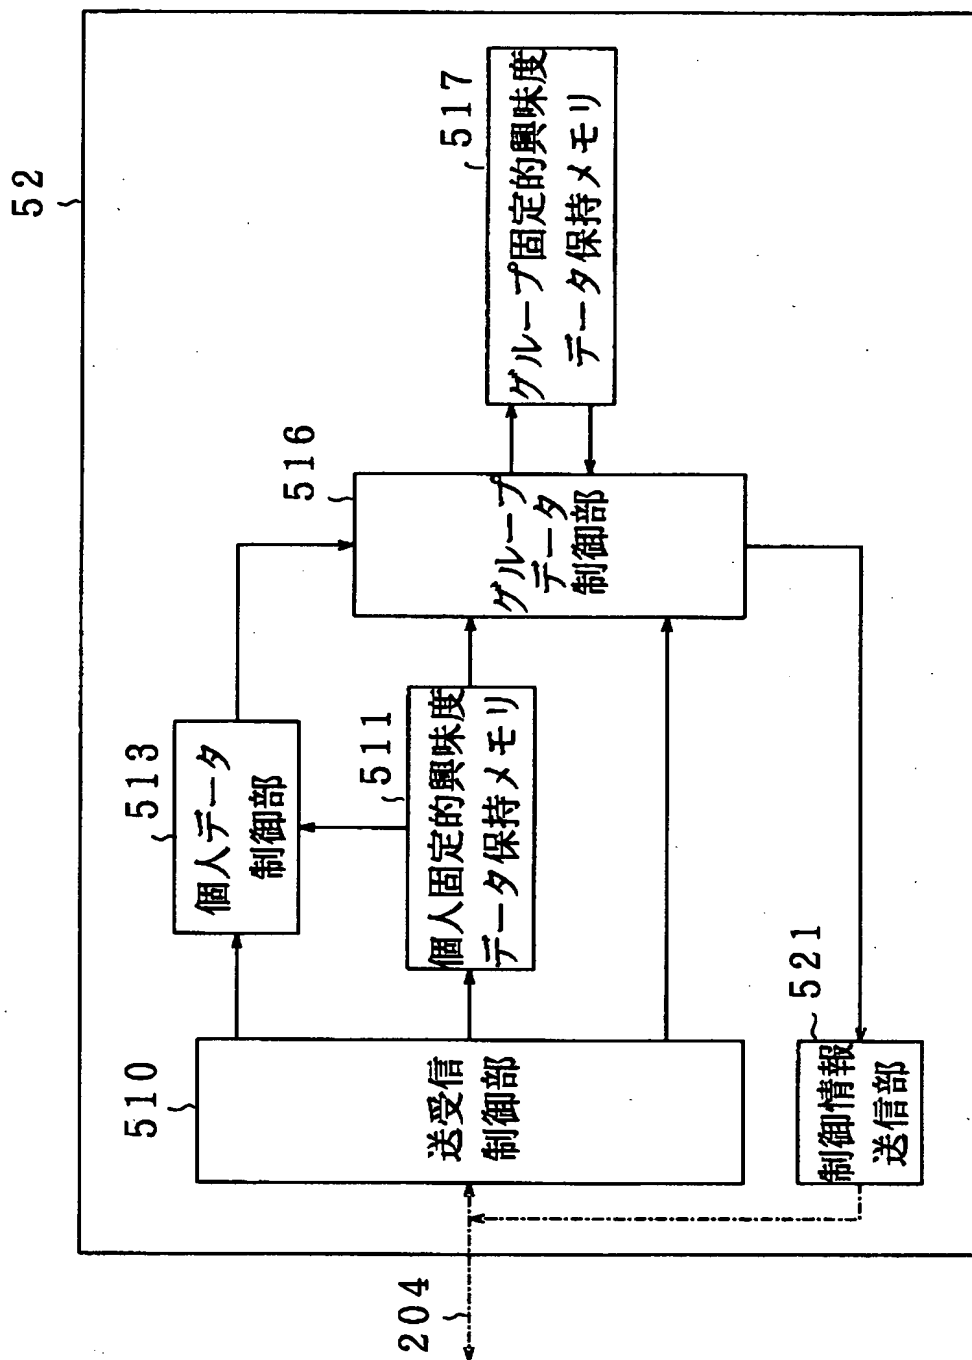 52
517
グループ固定的興味度
データ保持メモリ
516
グループ
データ
制御部
513
個人データ
制御部
511
個人固定的興味度
データ保持メモリ
510
送受信
制御部
521
制御情報
送信部
204